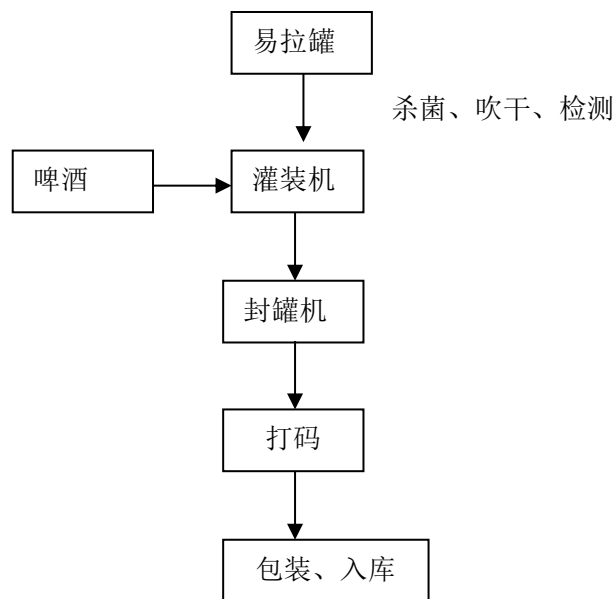 易拉罐
杀菌、吹干、检测
啤酒
灌装机
封罐机
打码
包装、入库